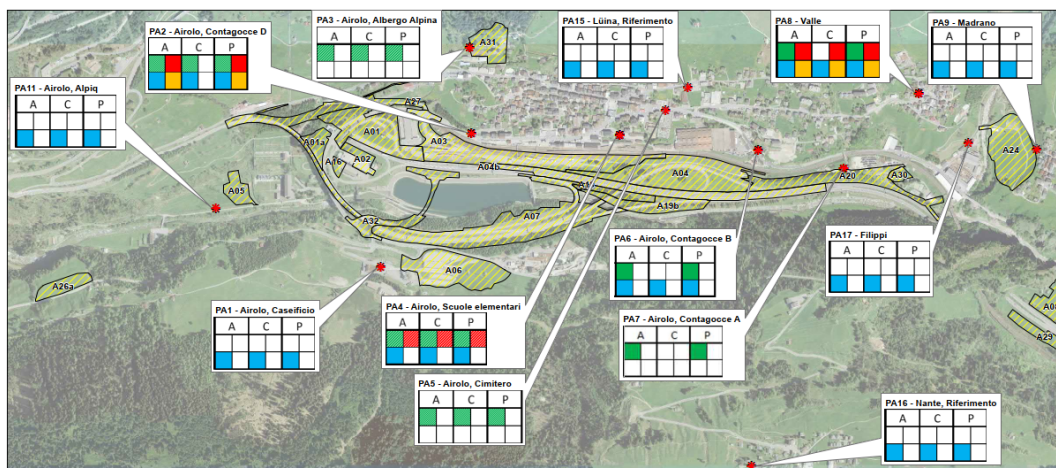 PA2 - Airolo, Contagocce D
A C P
PA3 - Airolo, Albergo Alpina
A C P
A31
PA15 - Lüina, Riferimento
A C P
PA8 - Valle
A C P
PA9 - Madrano
A C P
PA11 - Airolo, Alpiq
A C P
A27
A01
A01a
A03
A16
A02
A04b
A04
A05
A20
A30
A24
A19b
A07
A32
A06
A26a
PA6 - Airolo, Contagocce B
A C P
PA17 - Filippi
A C P
PA1 - Airolo, Caseificio
A C P
PA4 - Airolo, Scuole elementari
A C P
PA7 - Airolo, Contagocce A
A C P
A29
PA5 - Airolo, Cimitero
A C P
PA16 - Nante, Riferimento
A C P